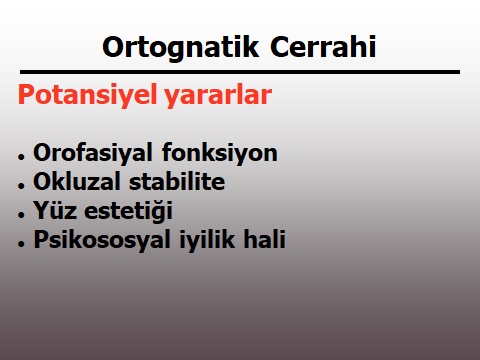 Ortognatik Cerrahi
Potansiyel yararlar
• Orofasiyal fonksiyon
• Okluzal stabilite
• Yüz estetiği
• Psikososyal iyilik hali